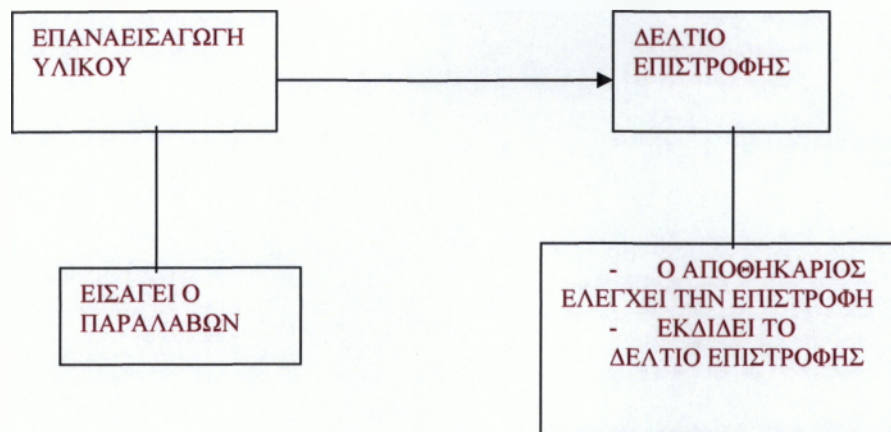 ΕΠΑΝΑΕΙΣΑΓΩΓΗ
ΥΛΙΚΟΥ
ΔΕΛΤΙΟ
ΕΠΙΣΤΡΟΦΗΣ
ΕΙΣΑΓΕΙ Ο
ΠΑΡΑΛΑΒΩΝ
- Ο ΑΠΟΘΗΚΑΡΙΟΣ
ΕΛΕΓΧΕΙ ΤΗΝ ΕΠΙΣΤΡΟΦΗ
- ΕΚΔΙΔΕΙ ΤΟ
ΔΕΛΤΙΟ ΕΠΙΣΤΡΟΦΗΣ